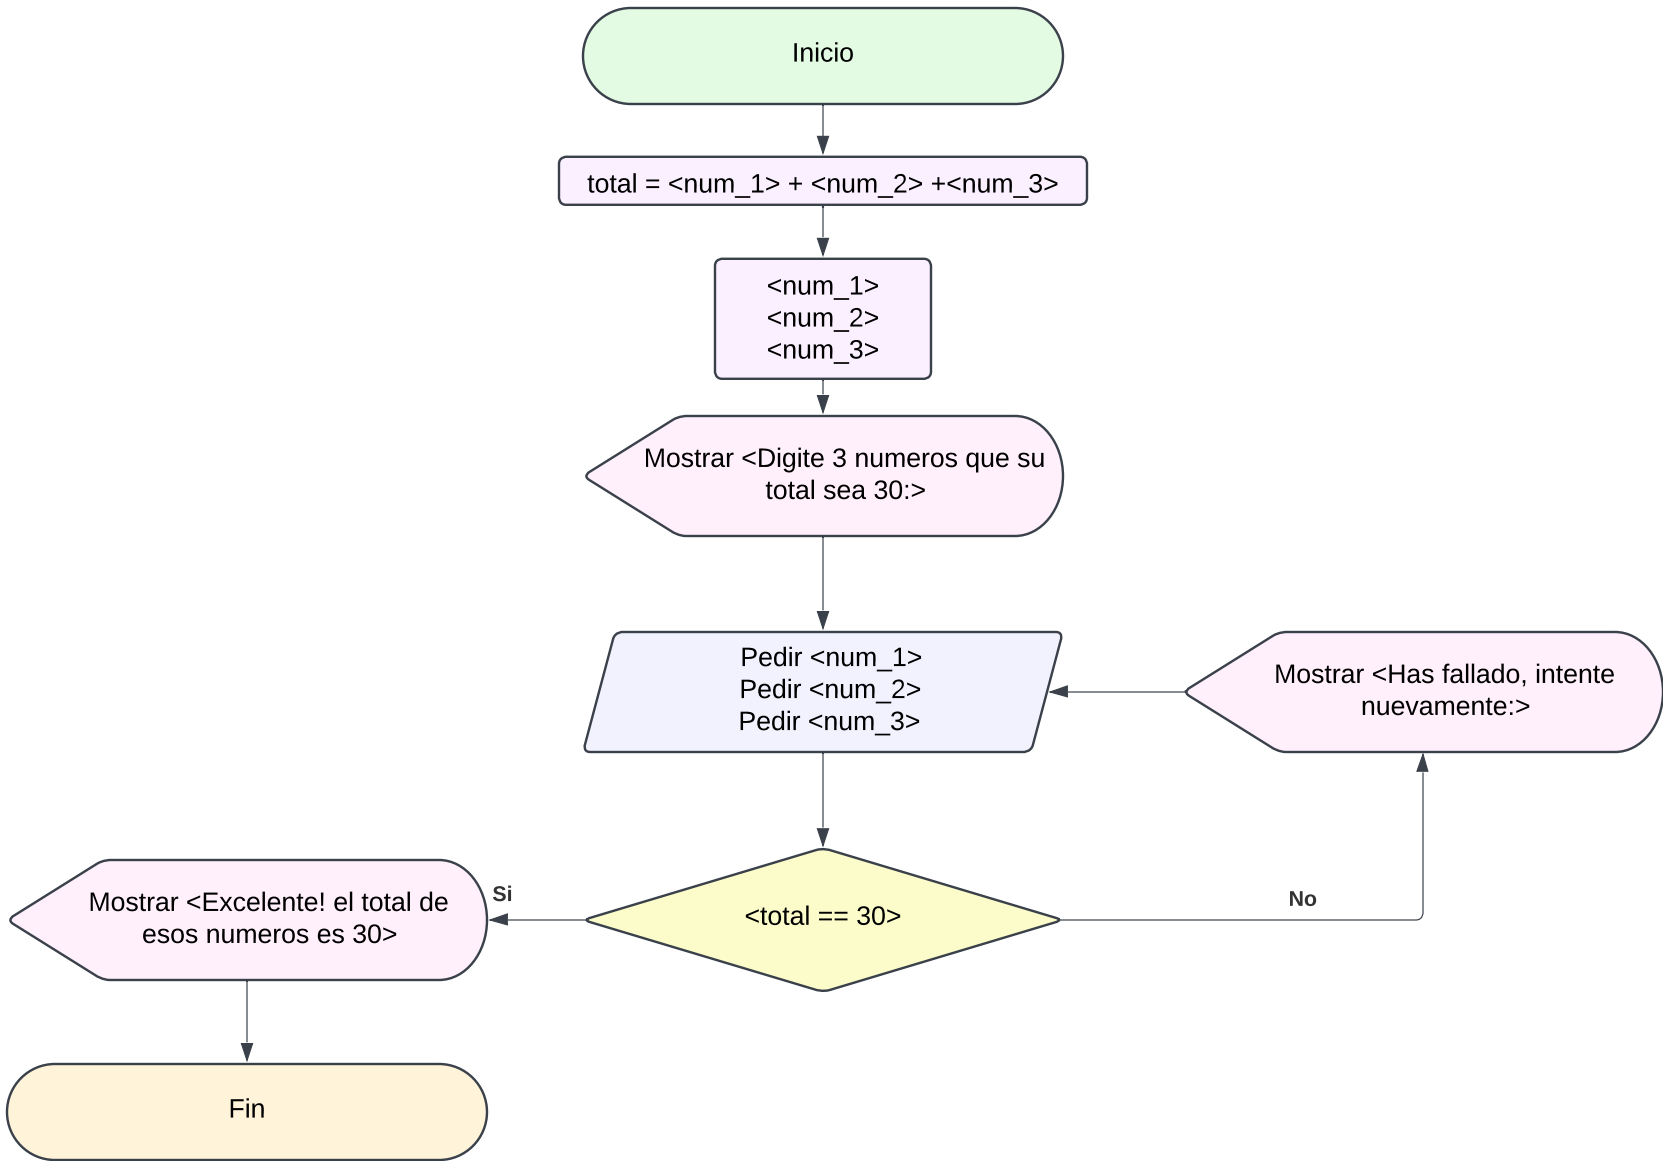 Inicio
total = <num_1> + <num_2> +<num_3>
<num_1>
<num_2>
<num_3>
Mostrar <Digite 3 numeros que su
total sea 30:>
Pedir <num_1>
Pedir <num_2>
Pedir <num_3>
Mostrar <Has fallado, intente
nuevamente:>
Mostrar <Excelente! el total de
esos numeros es 30>
Si
<total == 30>
No
Fin